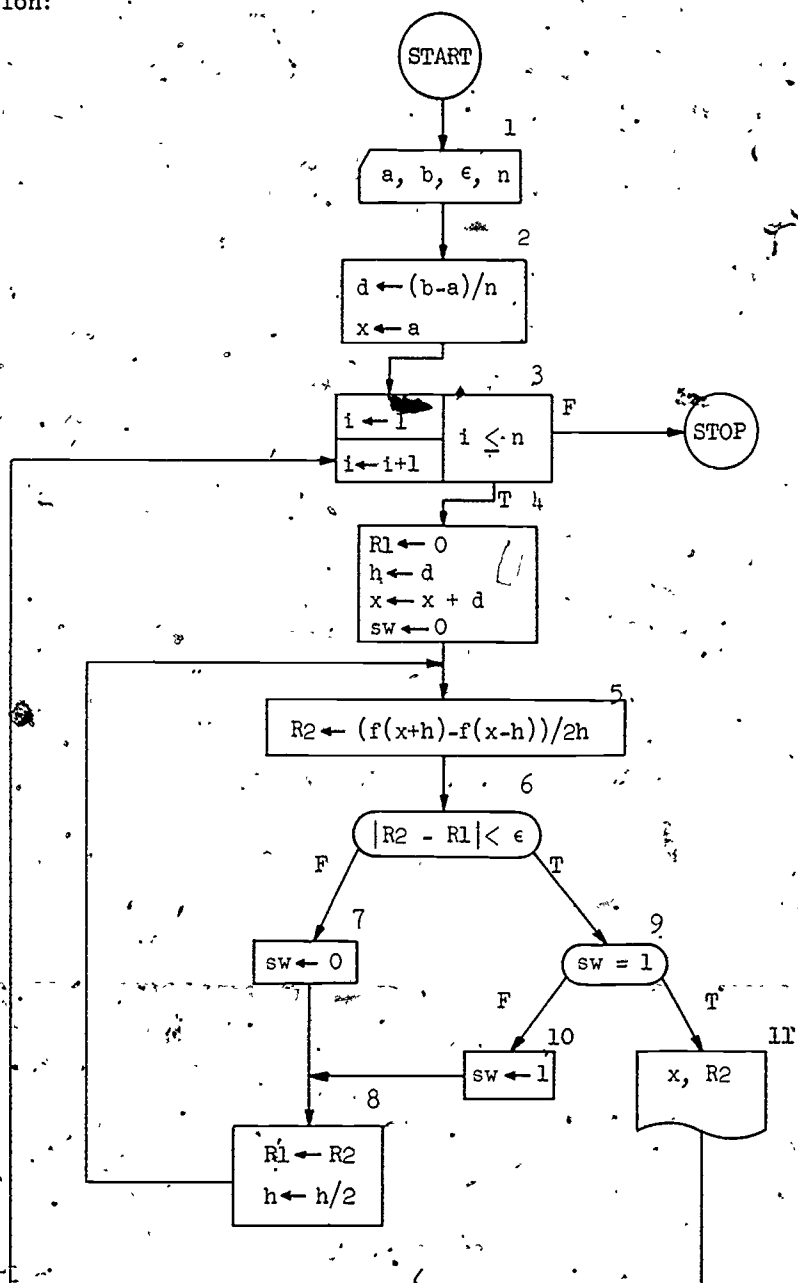 ion:
START
1
a, b, ϵ, n
2
d ← (b-a)/n
x ← a
3
i ← 1
i ≤ n
F
STOP
i ← i+1
T
4
R1 ← 0
h ← d
x ← x + d
sw ← 0
5
R2 ← (f(x+h)-f(x-h))/2h
6
|R2 - R1| < ϵ
F
T
7
9
sw ← 0
sw = 1
F
T
10
11
sw ← 1
x, R2
8
R1 ← R2
h ← h/2